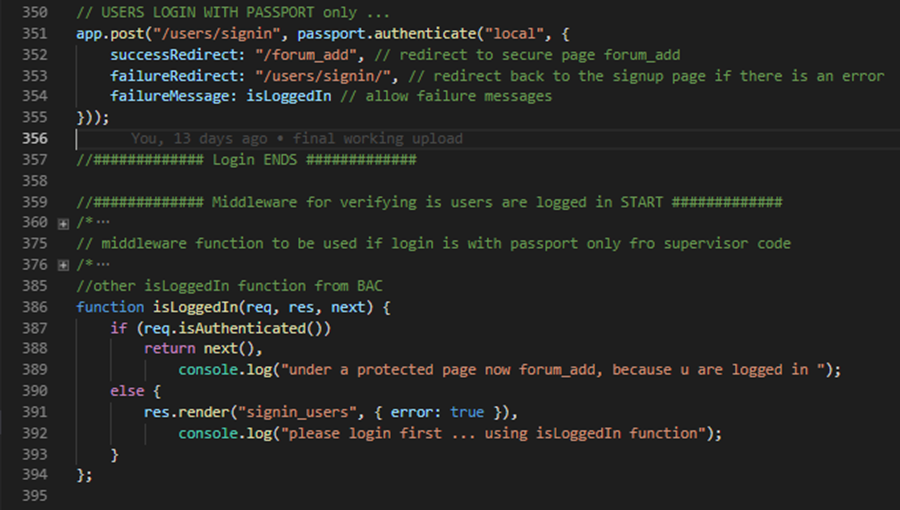 350 // USERS LOGIN WITH PASSPORT only ...
351 app.post("/users/signin", passport.authenticate("local", {
352     successRedirect: "/forum_add", // redirect to secure page forum_add
353     failureRedirect: "/users/signin/", // redirect back to the signup page if there is an error
354     failureMessage: isLoggedIn // allow failure messages
355 }));
356 You, 13 days ago • final working upload
357 //############# Login ENDS #############
358
359 //############# Middleware for verifying is users are logged in START #############
360 /*...
375 // middleware function to be used if login is with passport only fro supervisor code
376 /*...
385 //other isLoggedIn function from BAC
386 function isLoggedIn(req, res, next) {
387     if (req.isAuthenticated())
388         return next(),
389             console.log("under a protected page now forum_add, because u are logged in ");
390     else {
391         res.render("signin_users", { error: true }),
392             console.log("please login first ... using isLoggedIn function");
393     }
394 };
395